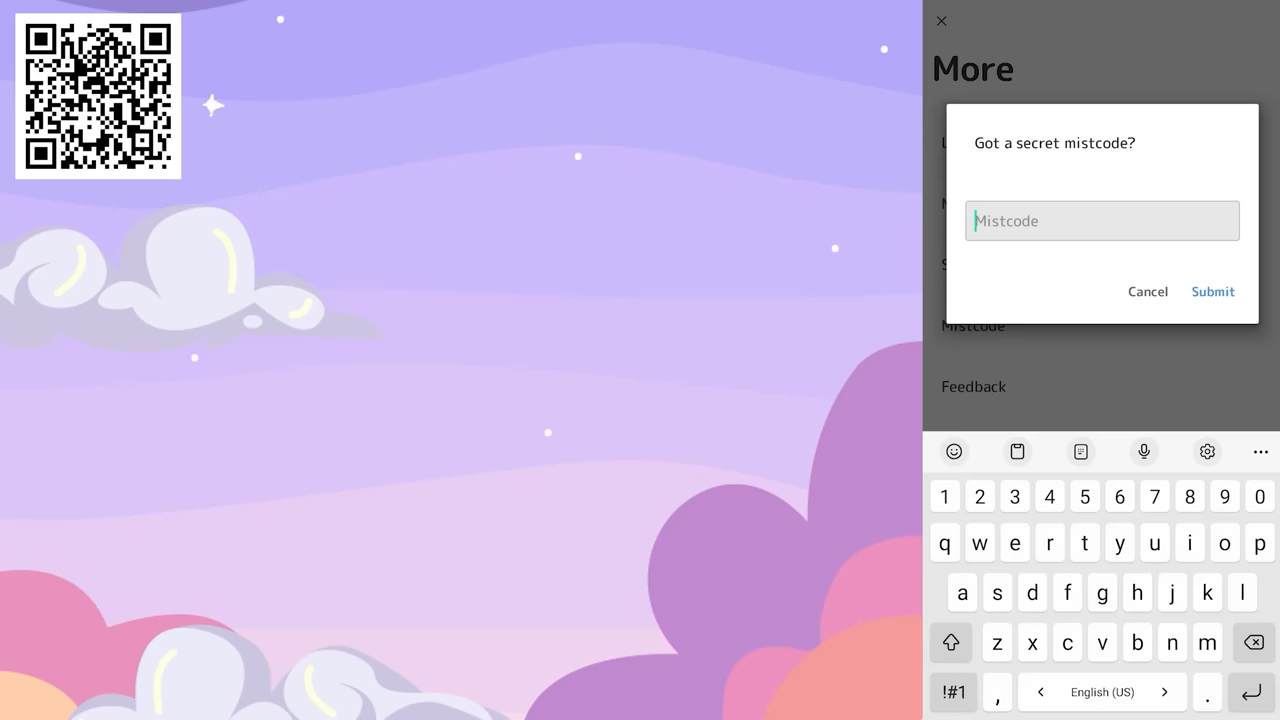 More
Got a secret mistcode?
Mistcode
Cancel Submit
Mistcode
Feedback
1 2 3 4 5 6 7 8 9 0
q w e r t y u i o p
a s d f g h j k l
z x c v b n m
!#1 , < English (US) > .